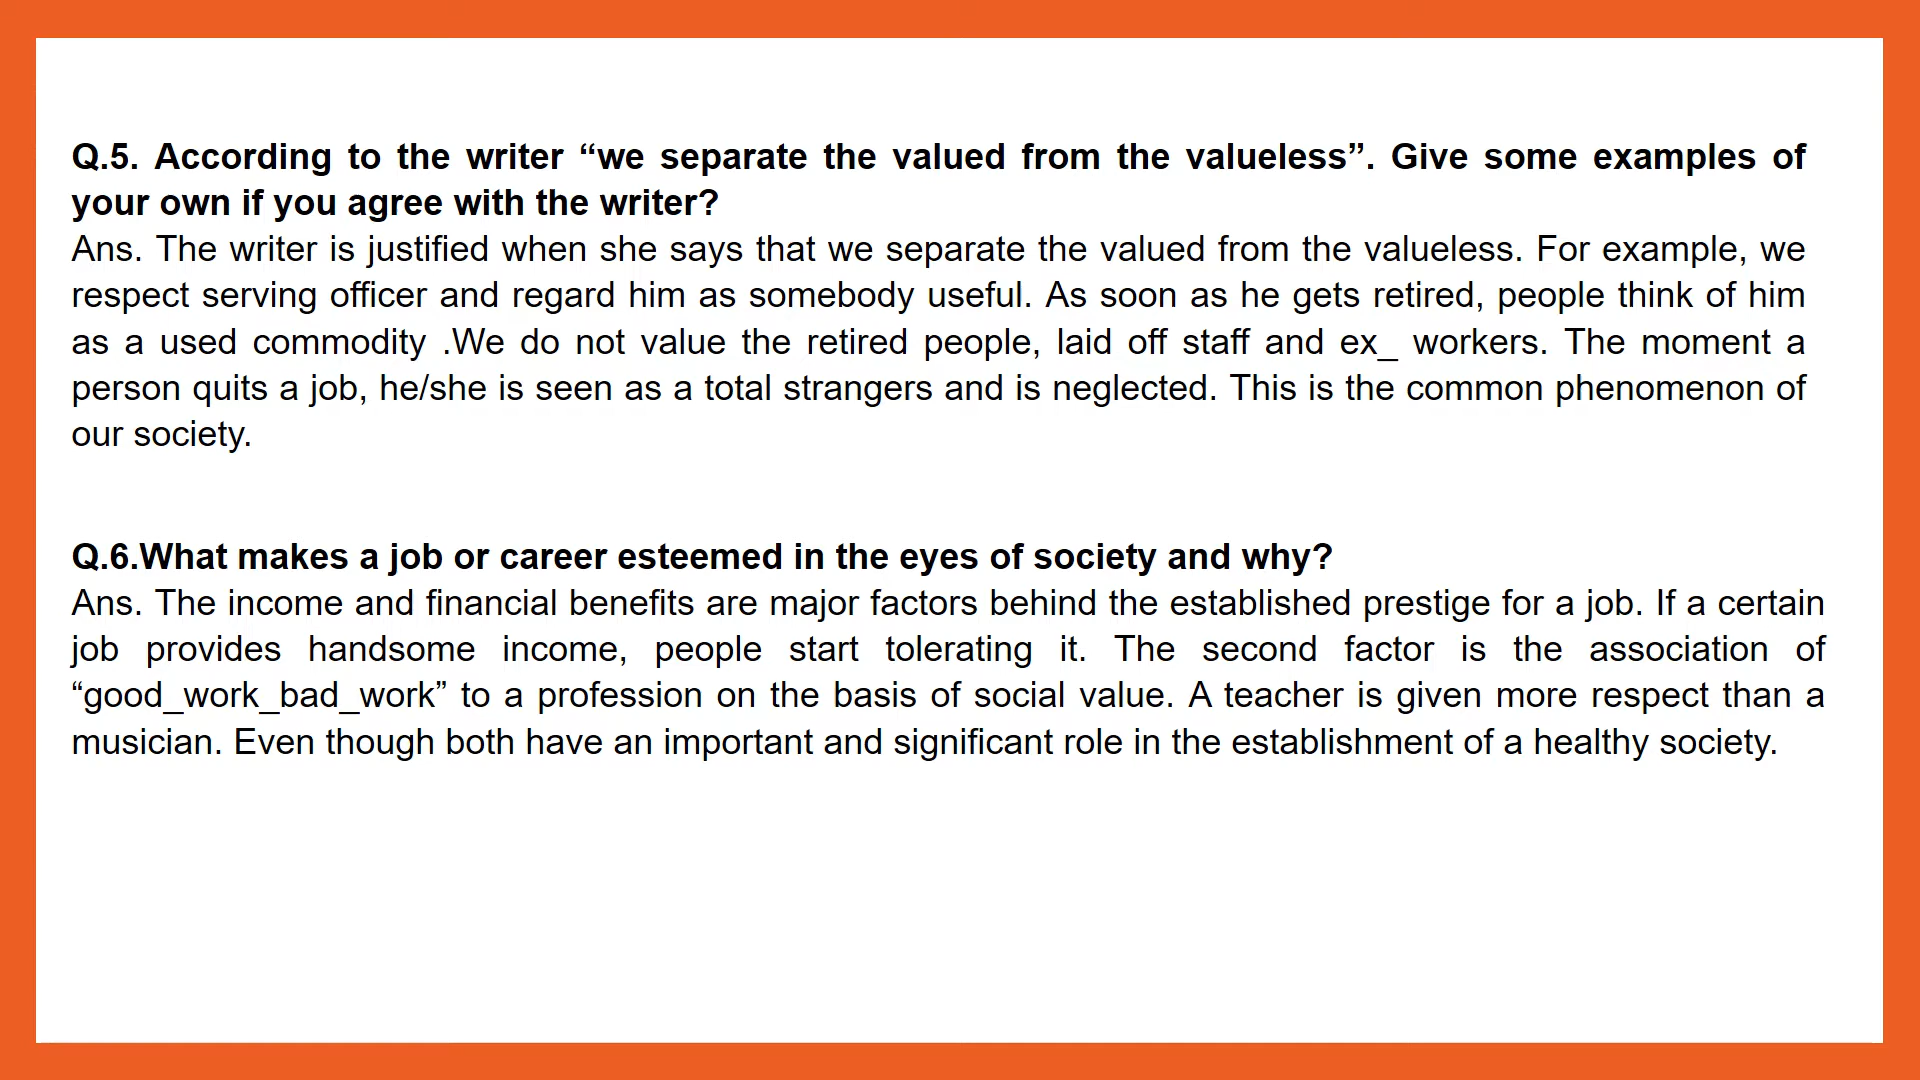 Q.5. According to the writer “we separate the valued from the valueless”. Give some examples of
your own if you agree with the writer?
Ans. The writer is justified when she says that we separate the valued from the valueless. For example, we
respect serving officer and regard him as somebody useful. As soon as he gets retired, people think of him
as a used commodity .We do not value the retired people, laid off staff and ex_ workers. The moment a
person quits a job, he/she is seen as a total strangers and is neglected. This is the common phenomenon of
our society.
Q.6.What makes a job or career esteemed in the eyes of society and why?
Ans. The income and financial benefits are major factors behind the established prestige for a job. If a certain
job provides handsome income, people start tolerating it. The second factor is the association of
“good_work_bad_work” to a profession on the basis of social value. A teacher is given more respect than a
musician. Even though both have an important and significant role in the establishment of a healthy society.